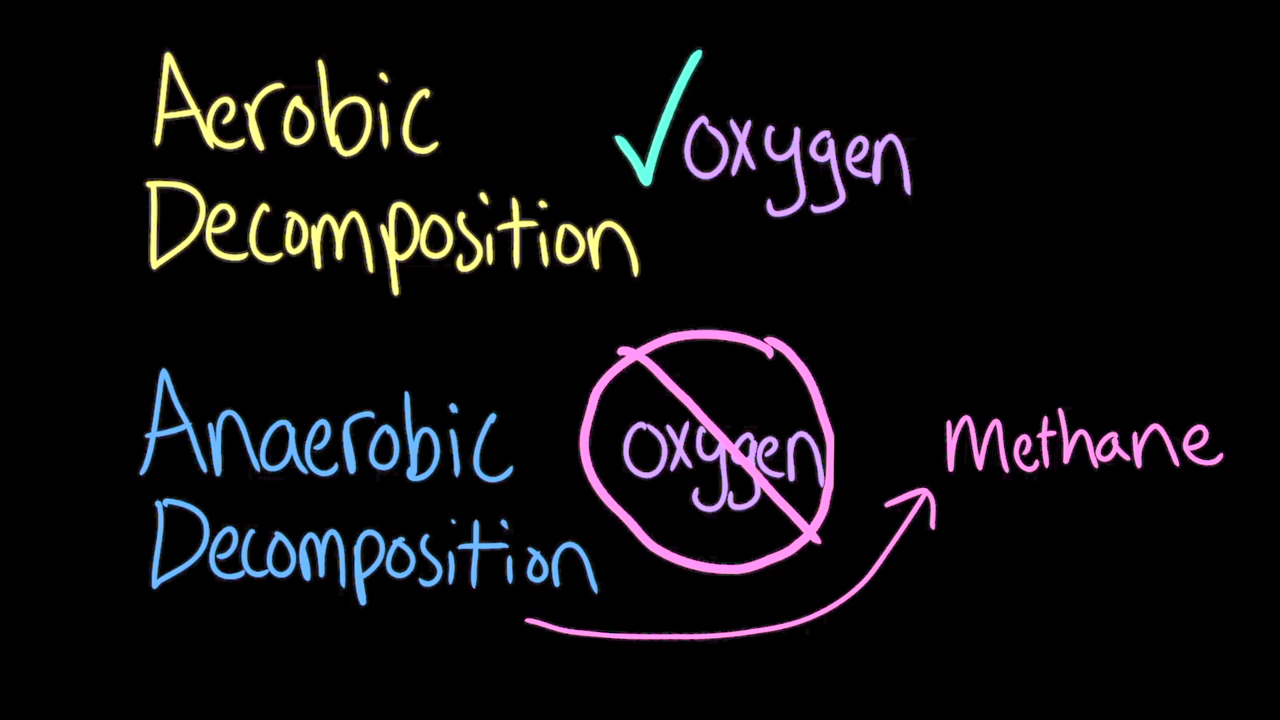 Aerobic
Decomposition
oxygen
Anaerobic
Decomposition
oxygen
Methane